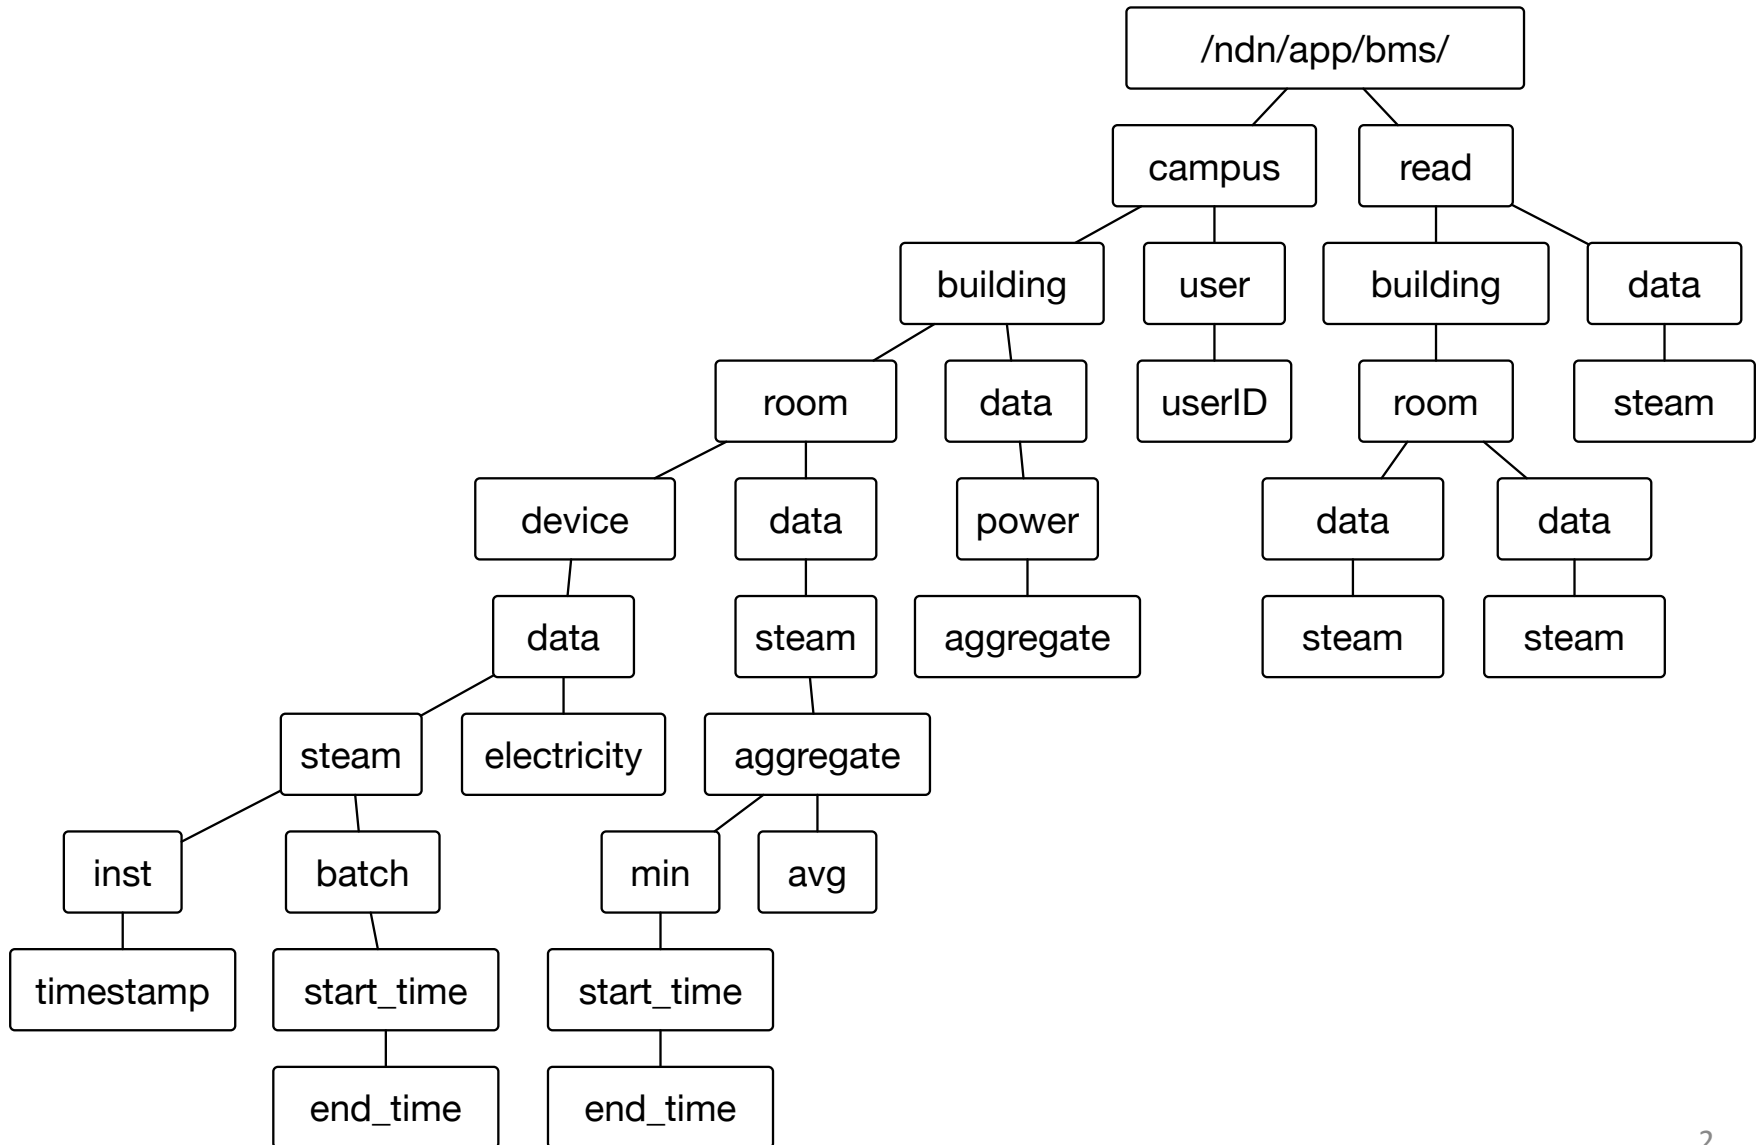 /ndn/app/bms/
campus read
building user building data
room data userID room steam
device data power data data
data steam aggregate steam steam
steam electricity aggregate
inst batch min avg
timestamp start_time start_time
end_time end_time
2